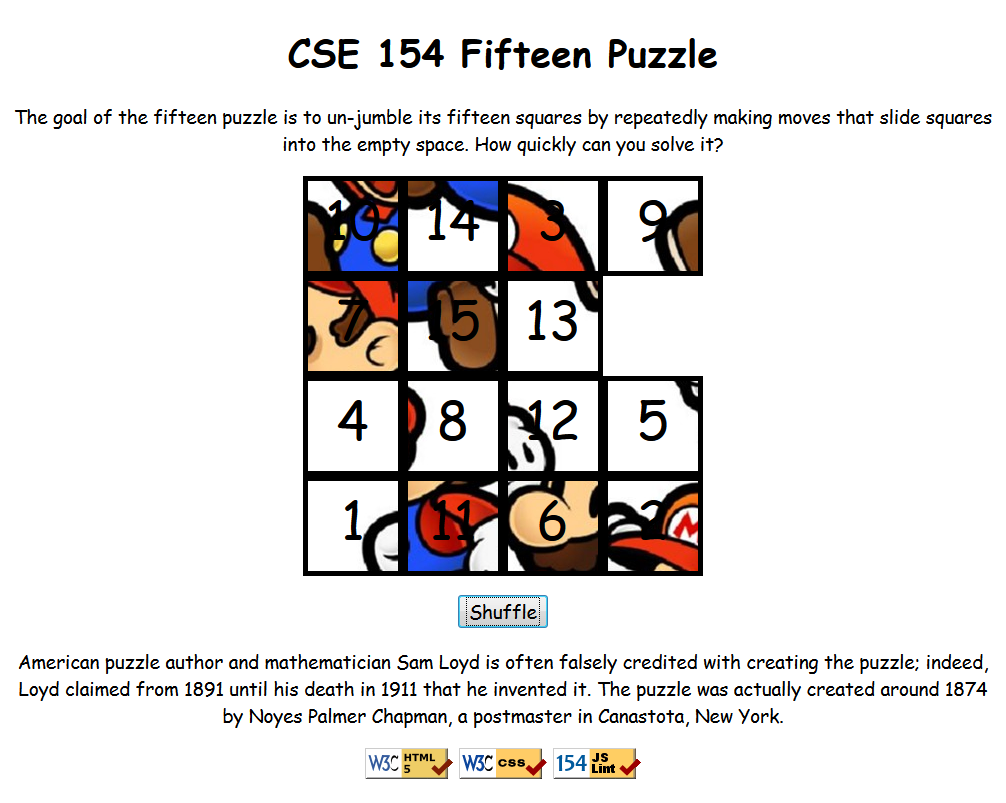 CSE 154 Fifteen Puzzle
The goal of the fifteen puzzle is to un-jumble its fifteen squares by repeatedly making moves that slide squares
into the empty space. How quickly can you solve it?
10 14 3 9
7 15 13
4 8 12 5
1 11 6 2
M
Shuffle
American puzzle author and mathematician Sam Loyd is often falsely credited with creating the puzzle; indeed,
Loyd claimed from 1891 until his death in 1911 that he invented it. The puzzle was actually created around 1874
by Noyes Palmer Chapman, a postmaster in Canastota, New York.
W3C HTML 5 W3C css 154 JS Lint